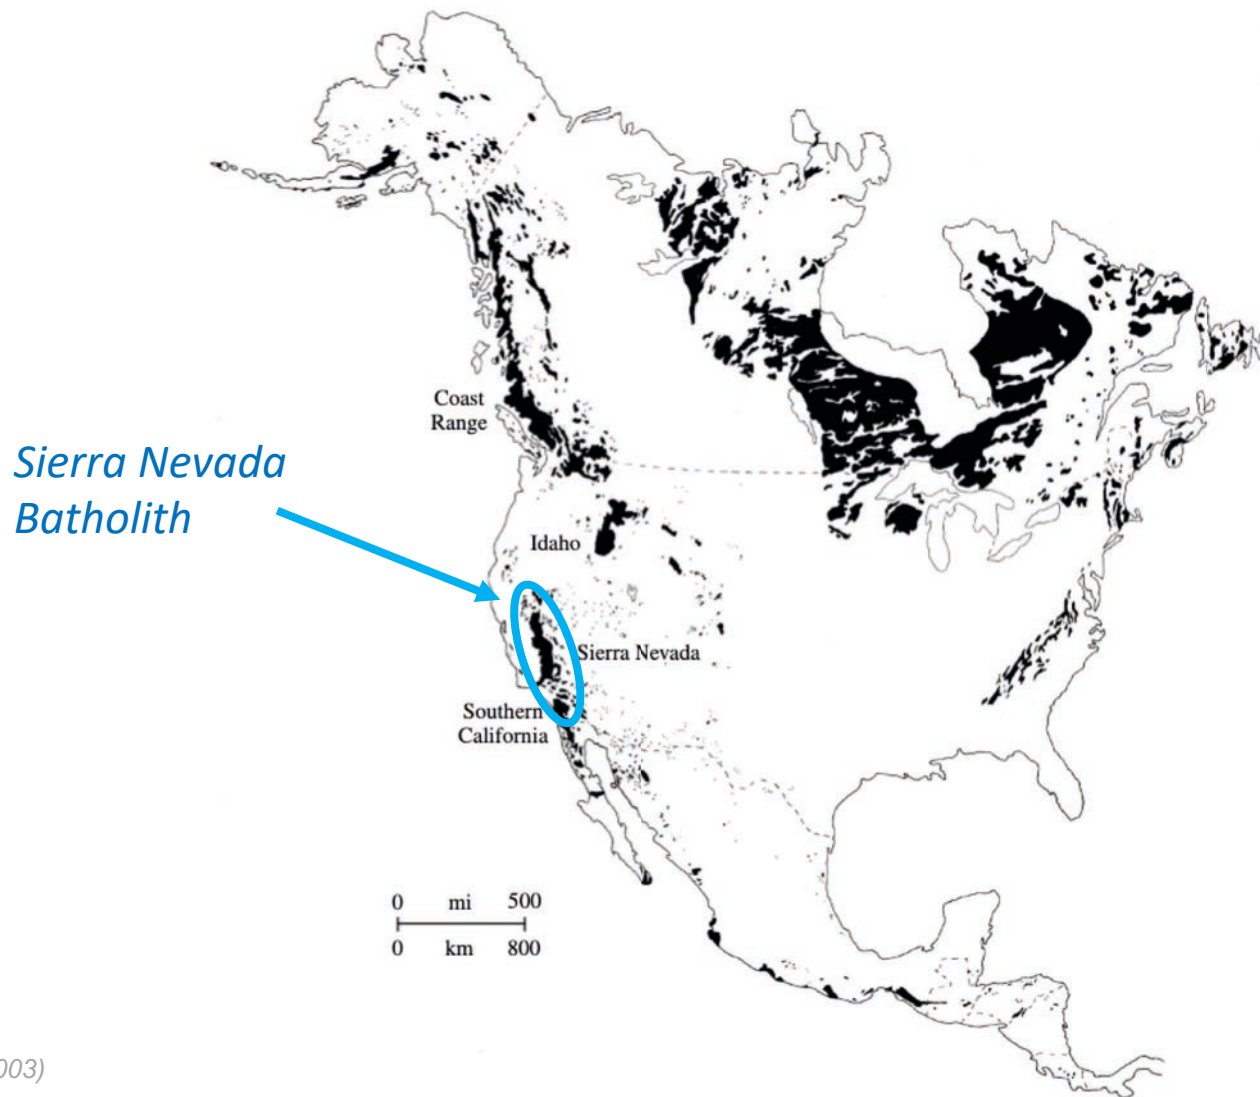 Coast
Range
Sierra Nevada
Batholith
Idaho
Sierra Nevada
Southern
California
0 mi 500
0 km 800
003)